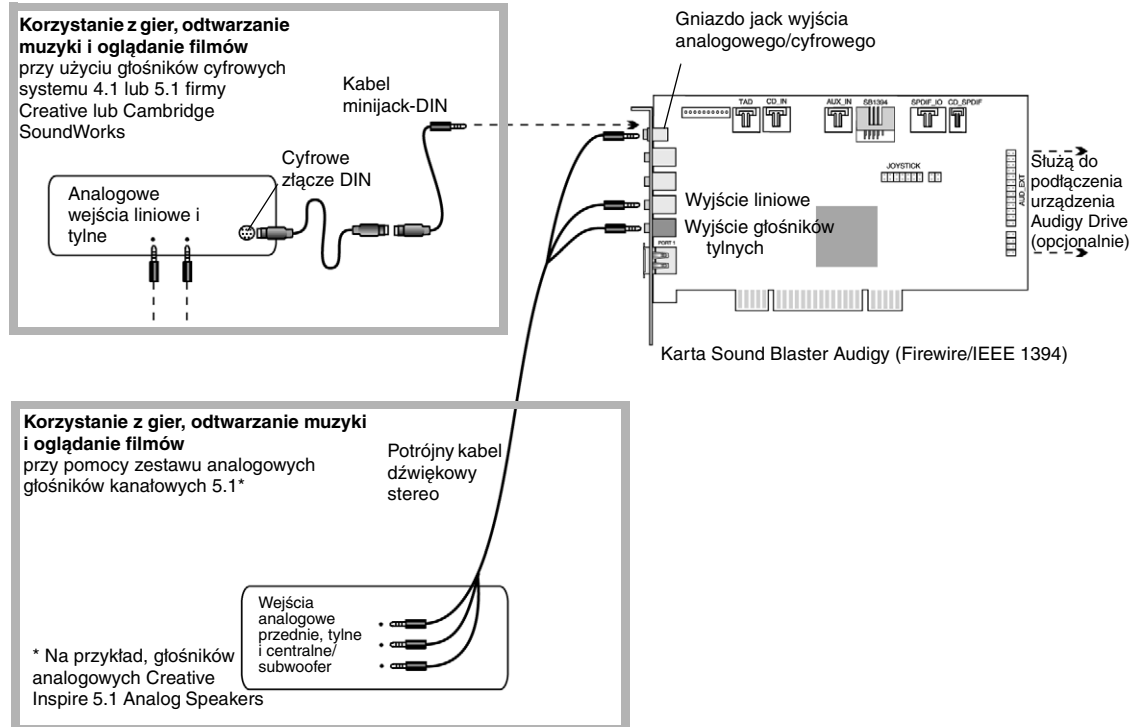 Korzystanie z gier, odtwarzanie
muzyki i oglądanie filmów
przy użyciu głośników cyfrowych
systemu 4.1 lub 5.1 firmy
Creative lub Cambridge
SoundWorks
Kabel
minijack-DIN
Cyfrowe
złącze DIN
Analogowe
wejścia liniowe i
tylne
Gniazdo jack wyjścia
analogowego/cyfrowego
TAD CD_IN AUX_IN SB1394 SPDIF_IO CD_SPDIF
JOYSTICK
AUD_EXT
Służą do
podłączenia
urządzenia
Audigy Drive
(opcjonalnie)
Wyjście liniowe
Wyjście głośników
tylnych
PORT 1
Karta Sound Blaster Audigy (Firewire/IEEE 1394)
Korzystanie z gier, odtwarzanie muzyki
i oglądanie filmów
przy pomocy zestawu analogowych
głośników kanałowych 5.1*
Potrójny kabel
dźwiękowy
stereo
Wejścia
analogowe
przednie, tylne
i centralne/
subwoofer
* Na przykład, głośników
analogowych Creative
Inspire 5.1 Analog Speakers